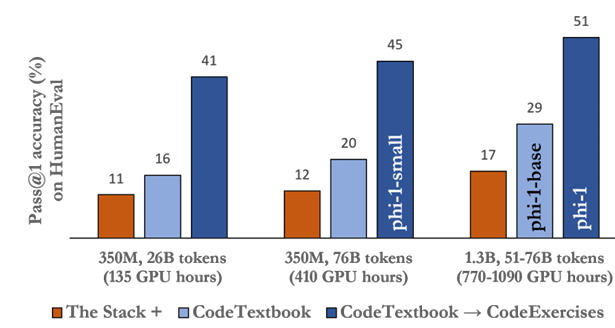 Pass@1 accuracy (%)
on HumanEval
11
16
41
12
20
45
17
29
51
phi-1-small
phi-1-base
phi-1
350M, 26B tokens
(135 GPU hours)
350M, 76B tokens
(410 GPU hours)
1.3B, 51-76B tokens
(770-1090 GPU hours)
The Stack +
CodeTextbook
CodeTextbook → CodeExercises